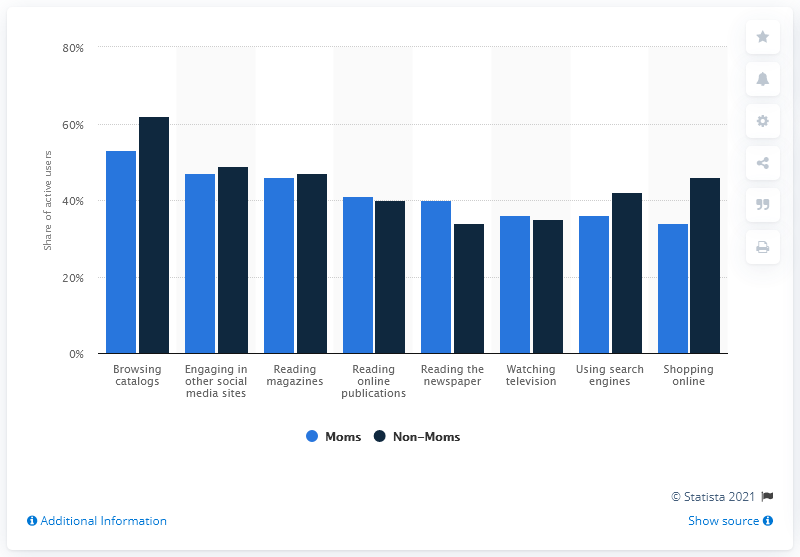 80%
60%
40%
20%
0%
Share of active users
Browsing catalogs
Engaging in other social media sites
Reading magazines
Reading online publications
Reading the newspaper
Watching television
Using search engines
Shopping online
Moms
Non-Moms
© Statista 2021
Additional Information
Show source